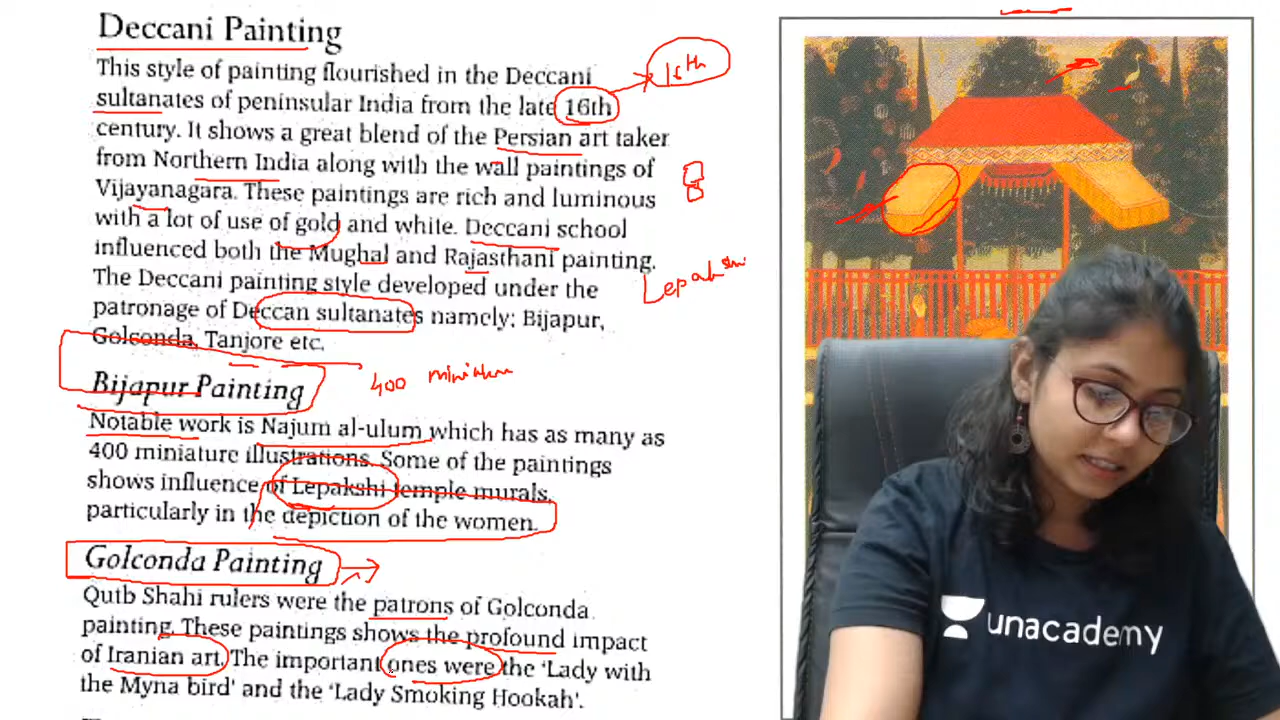 Deccani Painting
This style of painting flourished in the Deccani
sultanates of peninsular India from the late 16th
16th
century. It shows a great blend of the Persian art taker
from Northern India along with the wall paintings of
Vijayanagara. These paintings are rich and luminous
with a lot of use of gold and white. Deccani school
influenced both the Mughal and Rajasthani painting.
Lepakshi
The Deccani painting style developed under the
patronage of Deccan sultanates namely; Bijapur,
Golconda, Tanjore etc.
400 miniature
Bijapur Painting
Notable work is Najum al-ulum which has as many as
400 miniature illustrations. Some of the paintings
shows influence of Lepakshi temple murals,
particularly in the depiction of the women.
Golconda Painting
Qutb Shahi rulers were the patrons of Golconda
painting. These paintings shows the profound impact
of Iranian art. The important ones were the 'Lady with
the Myna bird' and the 'Lady Smoking Hookah'.
unacademy